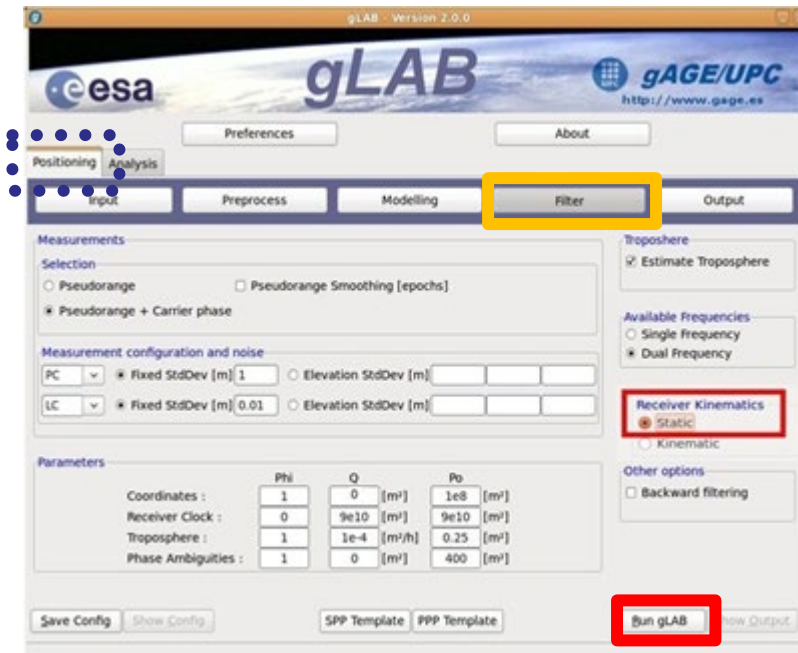 gLAB - Version 2.0.0
esa
gLAB
gAGE/UPC
http://www.gage.es
Preferences
About
Positioning
Analysis
Input
Preprocess
Modelling
Filter
Output
Measurements
Selection
Pseudorange
Pseudorange Smoothing [epochs]
Pseudorange + Carrier phase
Measurement configuration and noise
PC
Fixed StdDev [m]
1
Elevation StdDev [m]
LC
Fixed StdDev [m]
0.01
Elevation StdDev [m]
Troposhere
Estimate Troposphere
Available Frequencies
Single Frequency
Dual Frequency
Receiver Kinematics
Static
Kinematic
Other options
Backward filtering
Parameters
Phi Q Po
Coordinates : 1 0 [m²] 1e8 [m²]
Receiver Clock : 0 9e10 [m²] 9e10 [m²]
Troposphere : 1 1e-4 [m²/h] 0.25 [m²]
Phase Ambiguities : 1 0 [m²] 400 [m²]
Save Config
Show Config
SPP Template
PPP Template
Run gLAB
Show Output